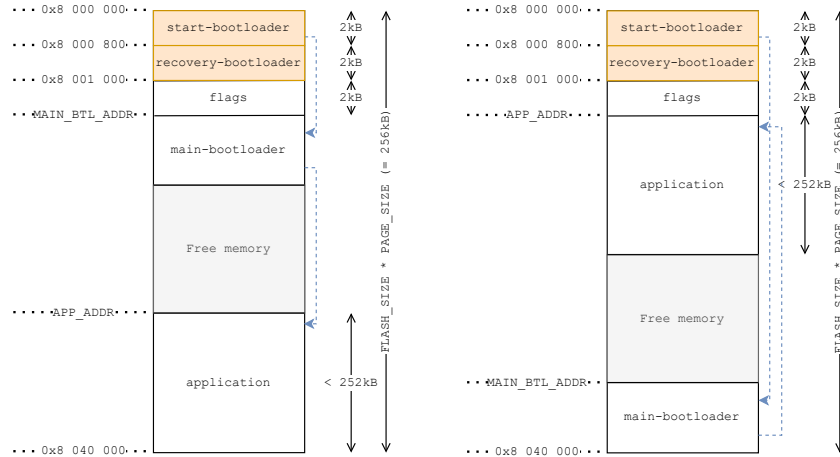 0x8 000 000
start-bootloader
2kB
0x8 000 800
recovery-bootloader
2kB
0x8 001 000
flags
2kB
MAIN_BTL_ADDR
main-bootloader
Free memory
APP_ADDR
application
< 252kB
0x8 040 000
FLASH_SIZE * PAGE_SIZE (= 256kB)
0x8 000 000
start-bootloader
2kB
0x8 000 800
recovery-bootloader
2kB
0x8 001 000
flags
2kB
APP_ADDR
application
< 252kB
Free memory
MAIN_BTL_ADDR
main-bootloader
0x8 040 000
FLASH_SIZE * PAGE_SIZE (= 256kB)